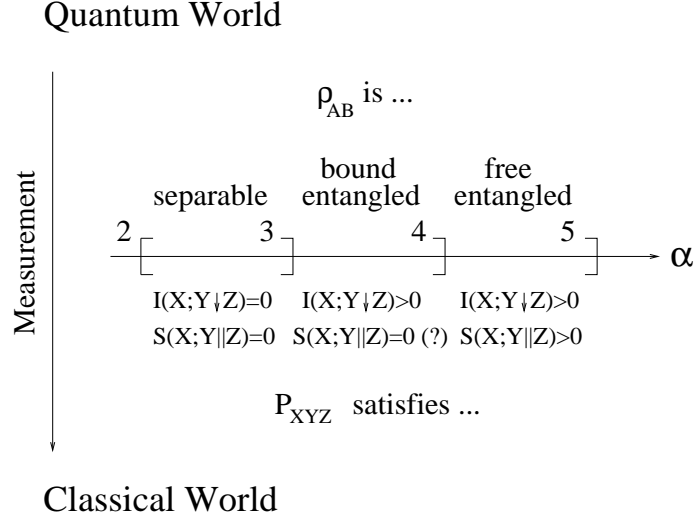 Quantum World
Measurement
ρAB is ...
separable
bound entangled
free entangled
2 3 4 5 α
I(X;Y↓Z)=0 I(X;Y↓Z)>0 I(X;Y↓Z)>0
S(X;Y||Z)=0 S(X;Y||Z)=0 (?) S(X;Y||Z)>0
PXYZ satisfies ...
Classical World